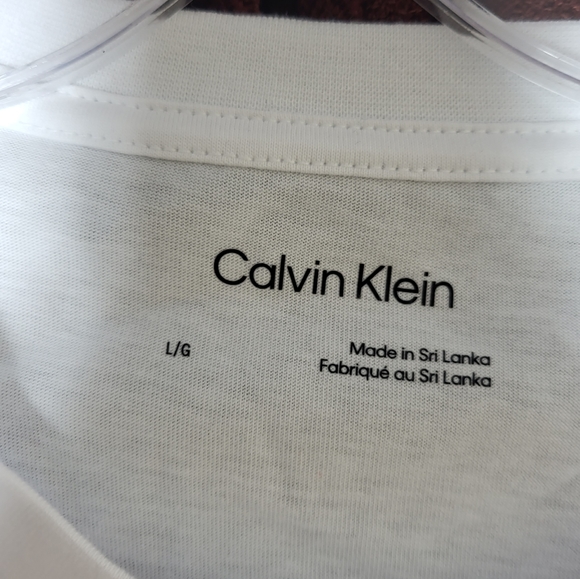 Calvin Klein
L/G
Made in Sri Lanka
Fabriqué au Sri Lanka